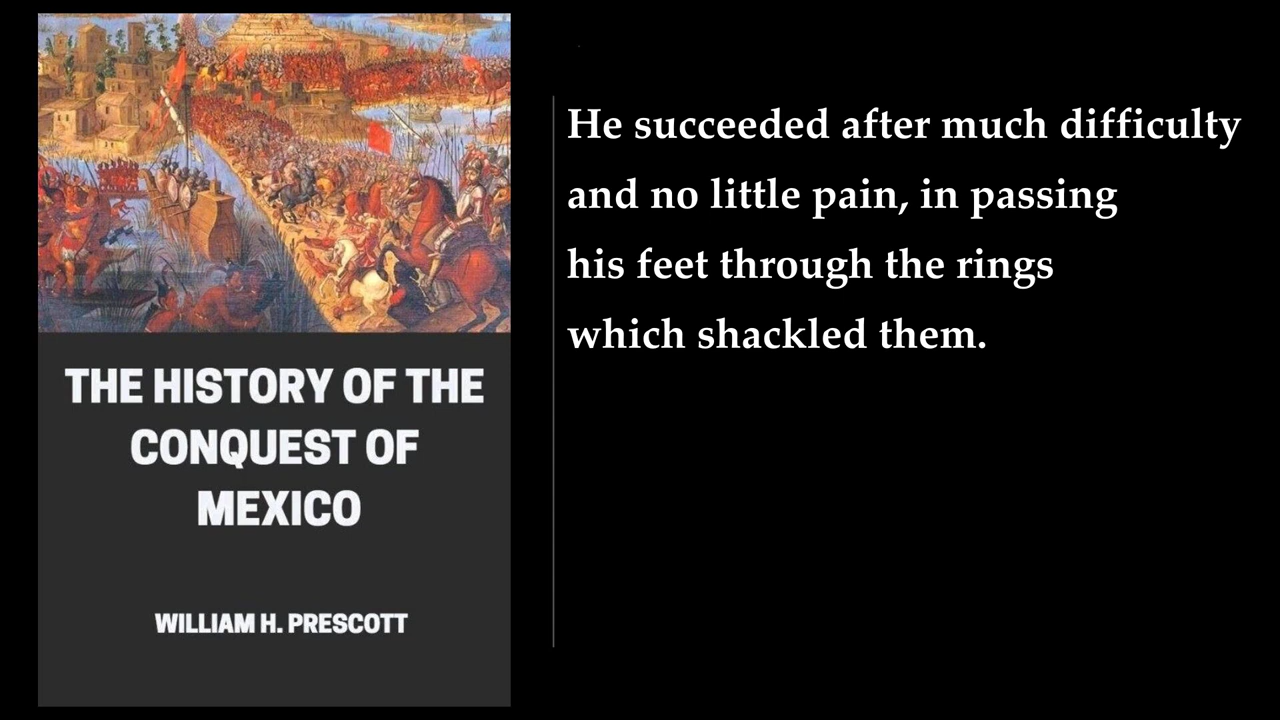 THE HISTORY OF THE
CONQUEST OF
MEXICO
WILLIAM H. PRESCOTT
He succeeded after much difficulty
and no little pain, in passing
his feet through the rings
which shackled them.